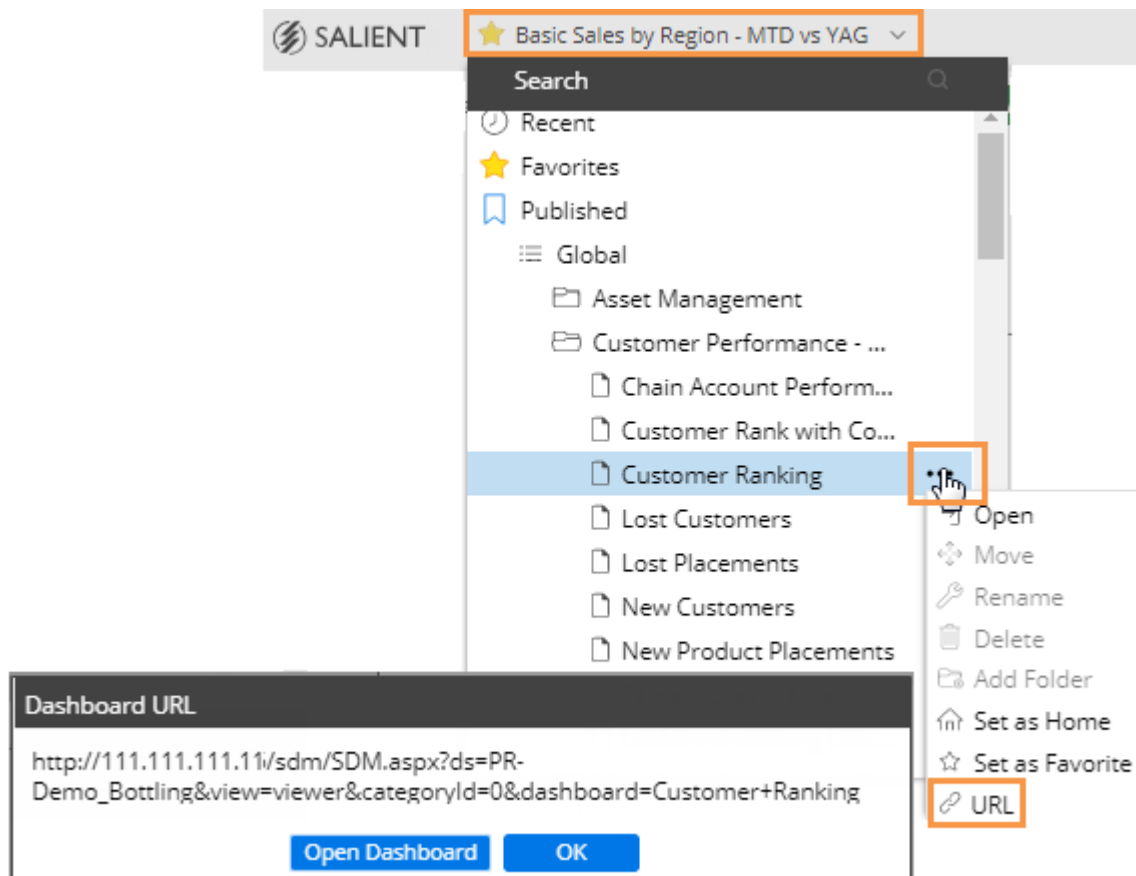 SALIENT
Basic Sales by Region - MTD vs YAG
Search
Recent
Favorites
Published
Global
Asset Management
Customer Performance - ...
Chain Account Perform...
Customer Rank with Co...
Customer Ranking
Lost Customers
Lost Placements
New Customers
New Product Placements
Open
Move
Rename
Delete
Add Folder
Set as Home
Set as Favorite
URL
Dashboard URL
http://111.111.111.11/sdm/SDM.aspx?ds=PR-
Demo_Bottling&view=viewer&categoryId=0&dashboard=Customer+Ranking
Open Dashboard
OK